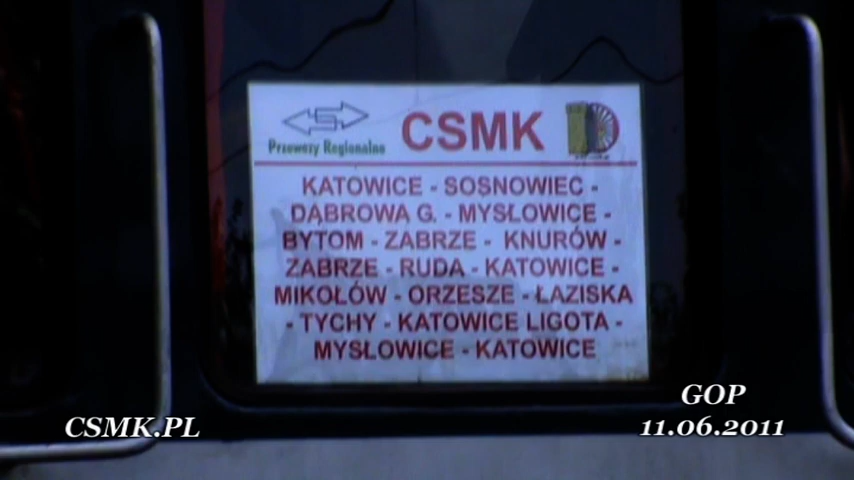 Przewozy Regionalne
CSMK
KATOWICE - SOSNOWIEC -
DĄBROWA G. - MYSŁOWICE -
BYTOM - ZABRZE - KNURÓW -
ZABRZE - RUDA - KATOWICE -
MIKOŁÓW - ORZESZE - ŁAZISKA
- TYCHY - KATOWICE LIGOTA -
MYSŁOWICE - KATOWICE
GOP
CSMK.PL
11.06.2011